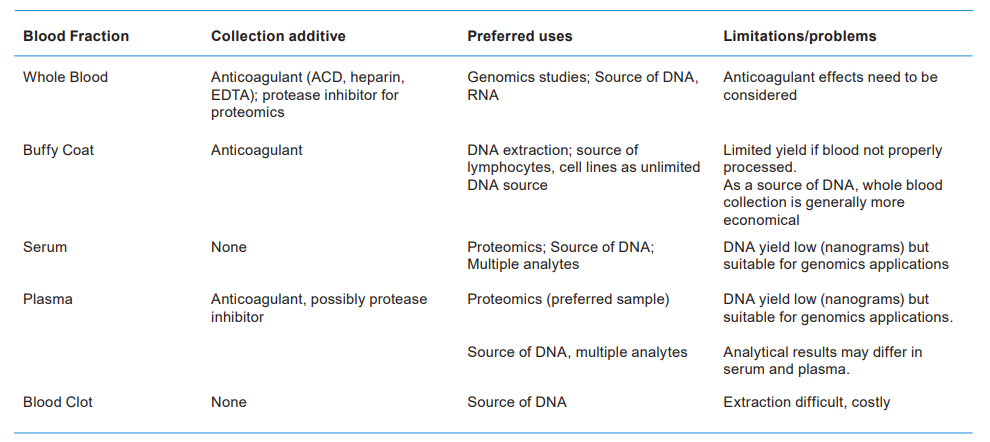 Blood Fraction Collection additive Preferred uses Limitations/problems
Whole Blood Anticoagulant (ACD, heparin, Genomics studies; Source of DNA, Anticoagulant effects need to be
EDTA); protease inhibitor for RNA considered
proteomics
Buffy Coat Anticoagulant DNA extraction; source of Limited yield if blood not properly
lymphocytes, cell lines as unlimited processed.
DNA source As a source of DNA, whole blood
collection is generally more
economical
Serum None Proteomics; Source of DNA; DNA yield low (nanograms) but
Multiple analytes suitable for genomics applications
Plasma Anticoagulant, possibly protease Proteomics (preferred sample) DNA yield low (nanograms) but
inhibitor suitable for genomics applications.
Source of DNA, multiple analytes Analytical results may differ in
serum and plasma.
Blood Clot None Source of DNA Extraction difficult, costly